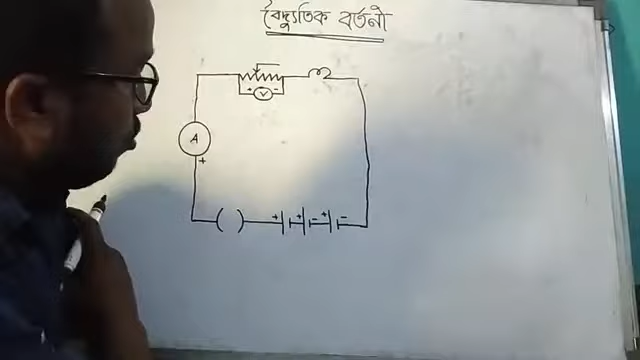 বৈদ্যুতিক বর্তনী
+ V -
A
+
+ + - + -